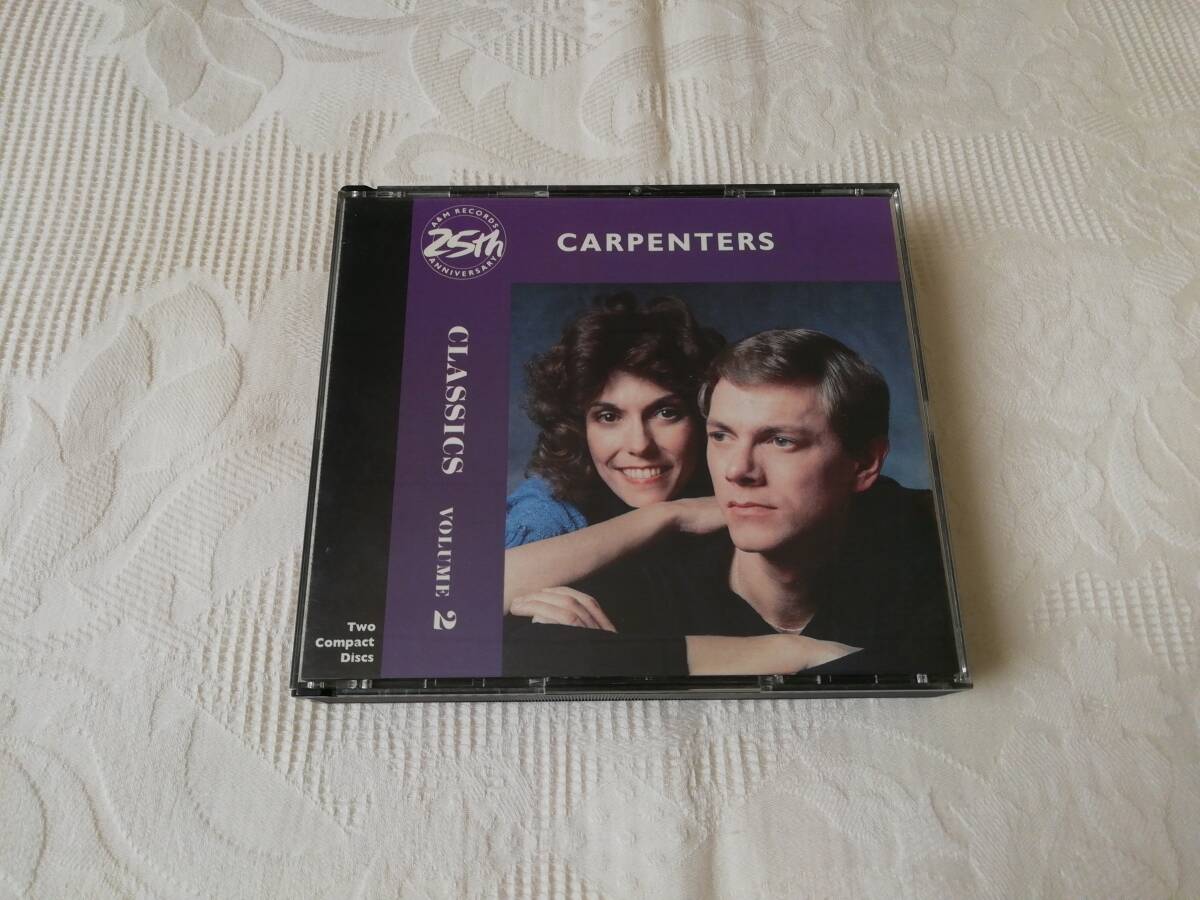 A&M RECORDS
25th
ANNIVERSARY
CARPENTERS
CLASSICS VOLUME 2
Two
Compact
Discs